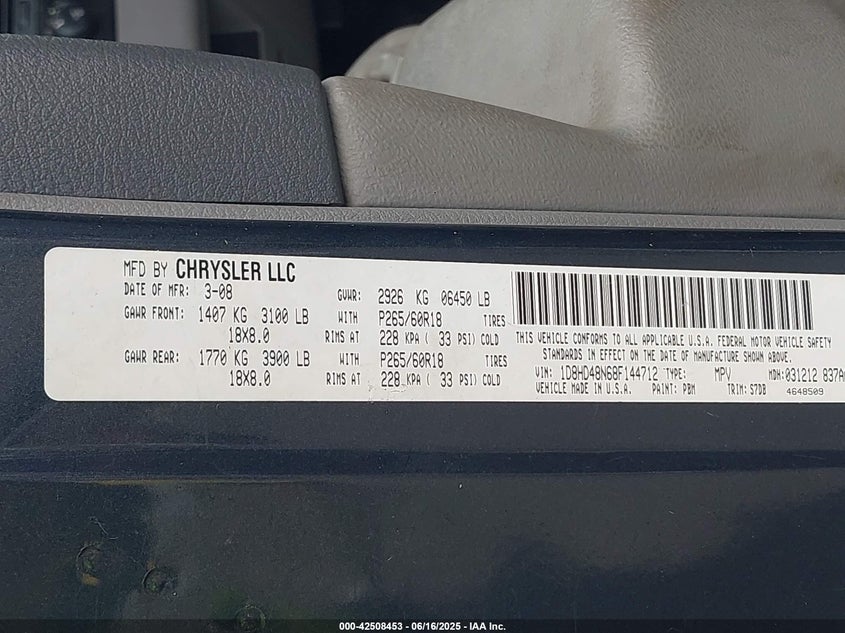 MFD BY CHRYSLER LLC
DATE OF MFR: 3-08 GVWR: 2926 KG 06450 LB
GAWR FRONT: 1407 KG 3100 LB WITH P265/60R18 TIRES
18X8.0 RIMS AT 228 KPA( 33 PSI) COLD
GAWR REAR: 1770 KG 3900 LB WITH P265/60R18 TIRES
18X8.0 RIMS AT 228 KPA( 33 PSI) COLD
THIS VEHICLE CONFORMS TO ALL APPLICABLE U.S.A. FEDERAL MOTOR VEHICLE SAFETY
STANDARDS IN EFFECT ON THE DATE OF MANUFACTURE SHOWN ABOVE.
VIN: 1D8HD48N68F144712 TYPE: MPV MDH: 031212 837A
VEHICLE MADE IN U.S.A. PAINT: PBM TRIM: S7DB 4648509
000-42508453 - 06/16/2025 - IAA Inc.